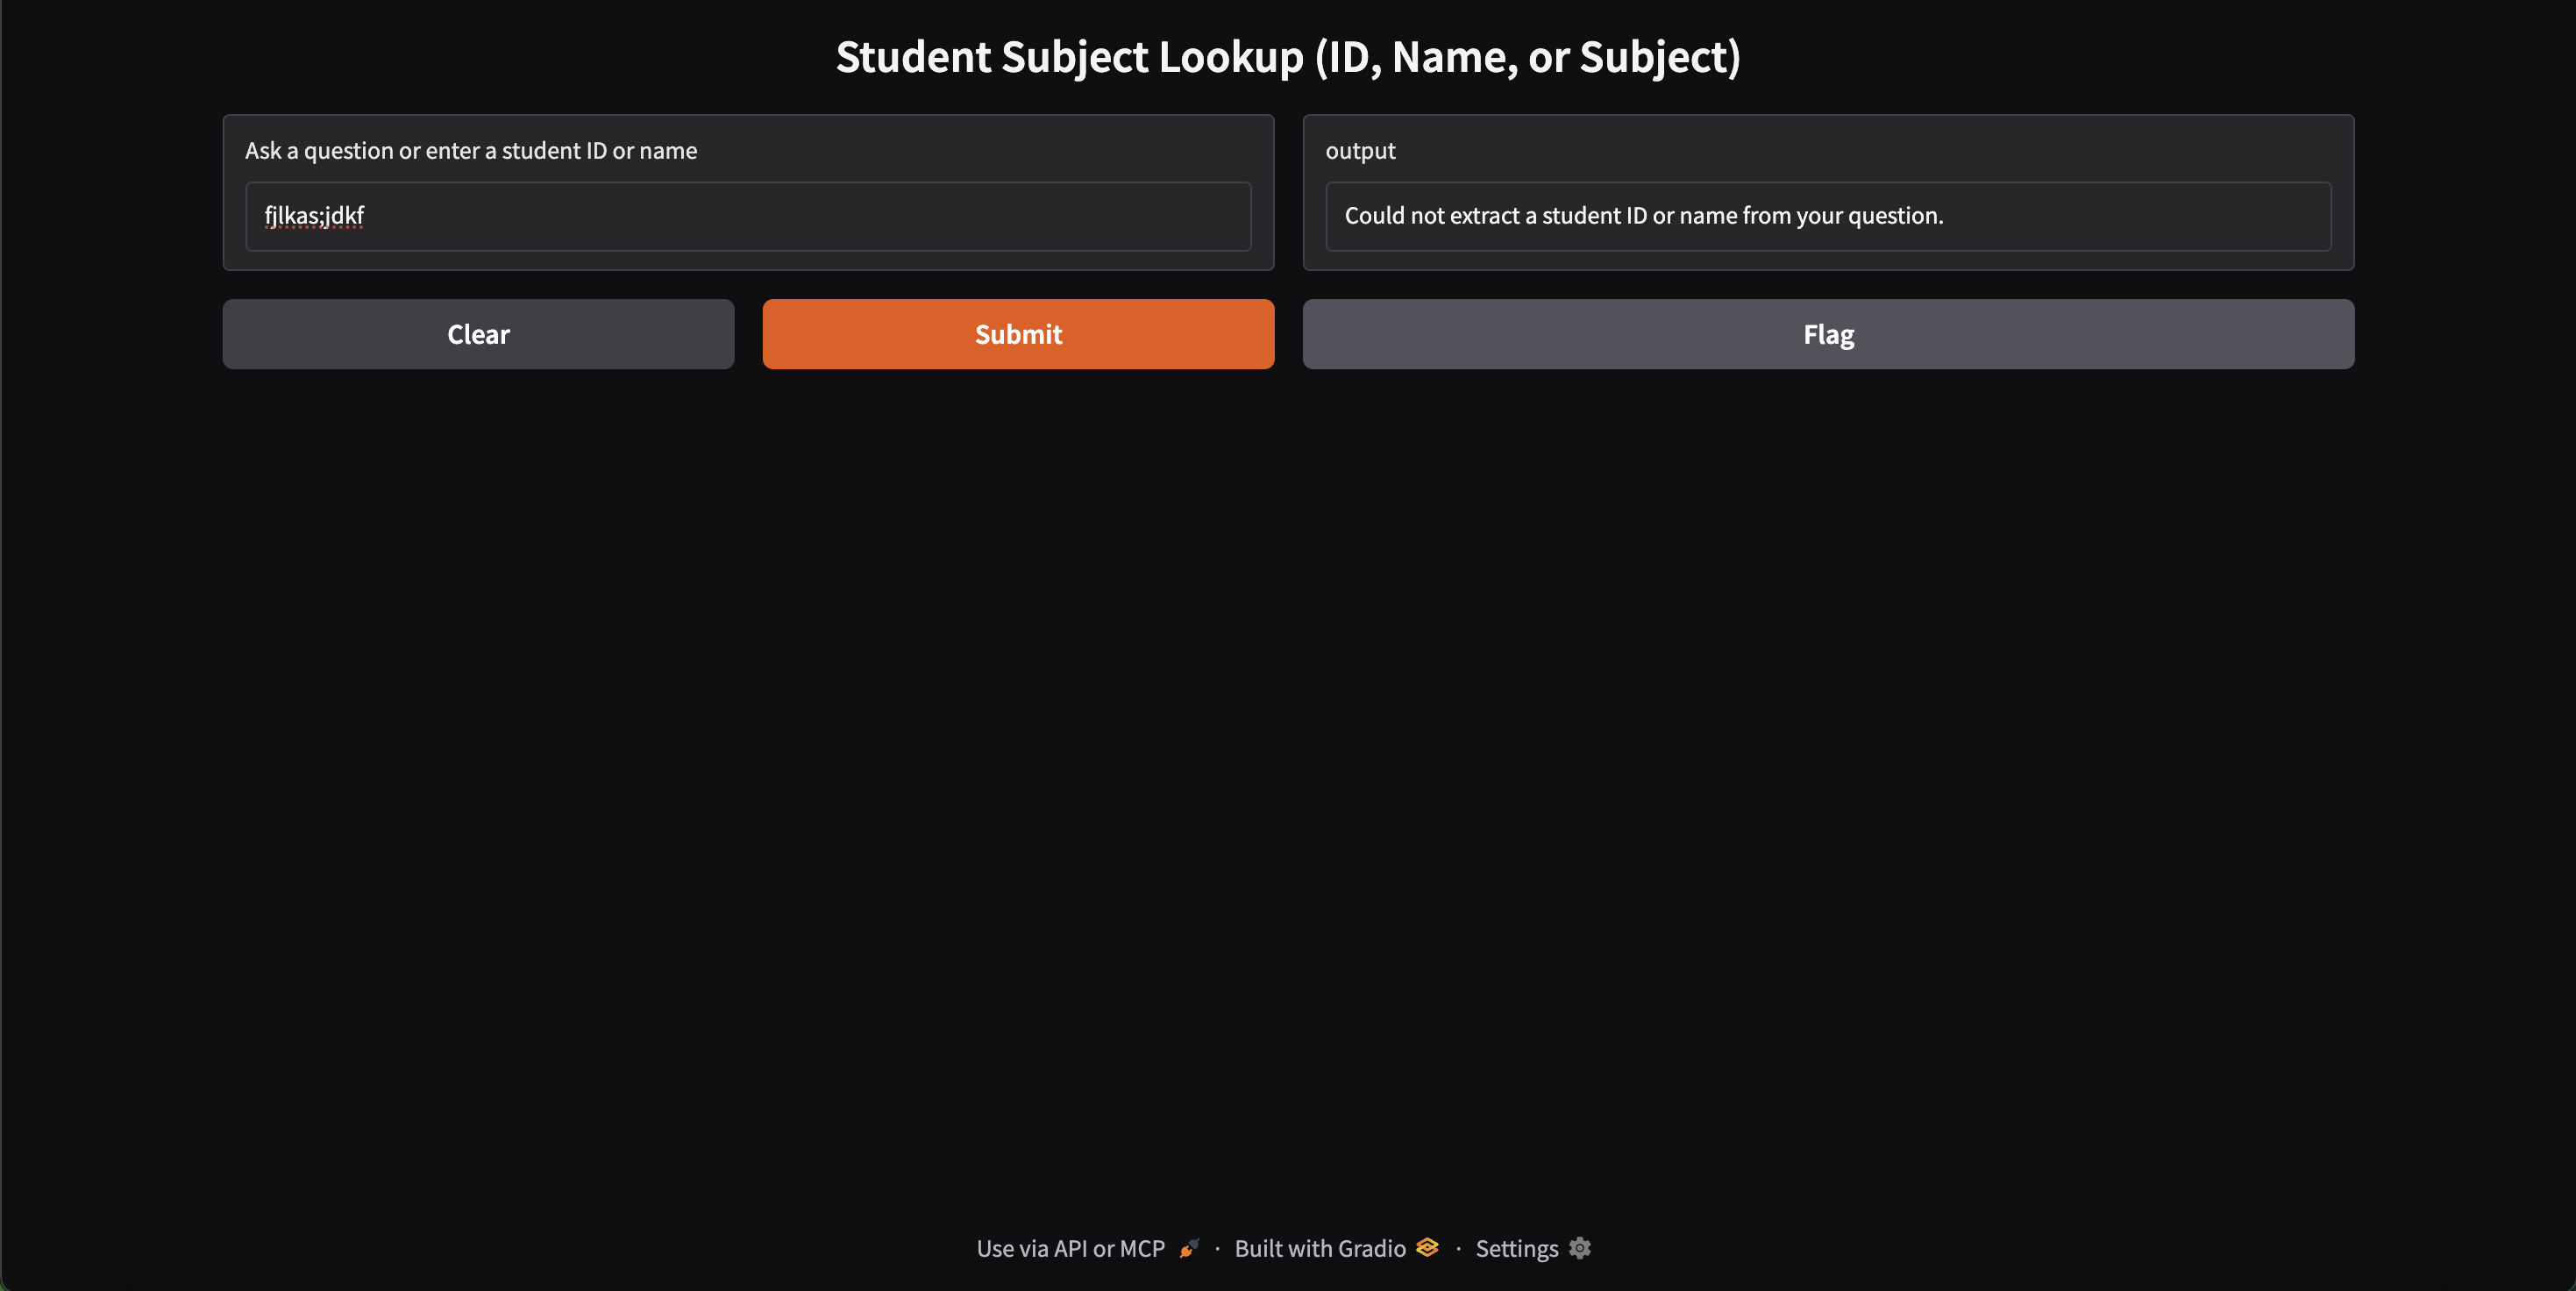 Student Subject Lookup (ID, Name, or Subject)
Ask a question or enter a student ID or name
fjlkas;jdkf
output
Could not extract a student ID or name from your question.
Clear
Submit
Flag
Use via API or MCP · Built with Gradio · Settings